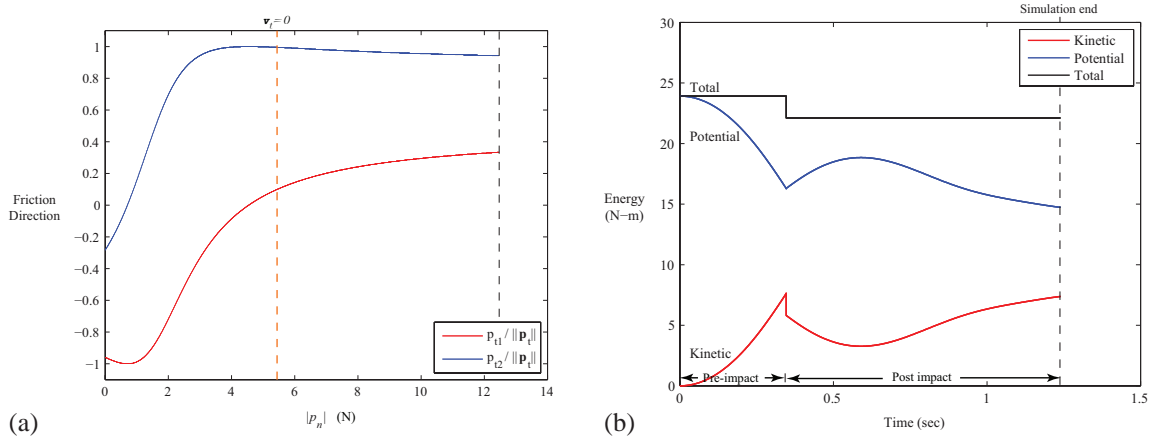 v_t=0
1
0.8
0.6
0.4
0.2
0
−0.2
−0.4
−0.6
−0.8
−1
Friction
Direction
p_t1 / ||p_t||
p_t2 / ||p_t||
0 2 4 6 8 10 12 14
|p_n| (N)
(a)
Simulation end
30
25
20
15
10
5
0
Energy
(N−m)
Kinetic
Potential
Total
Total
Potential
Kinetic
Pre-impact Post impact
0 0.5 1 1.5
Time (sec)
(b)